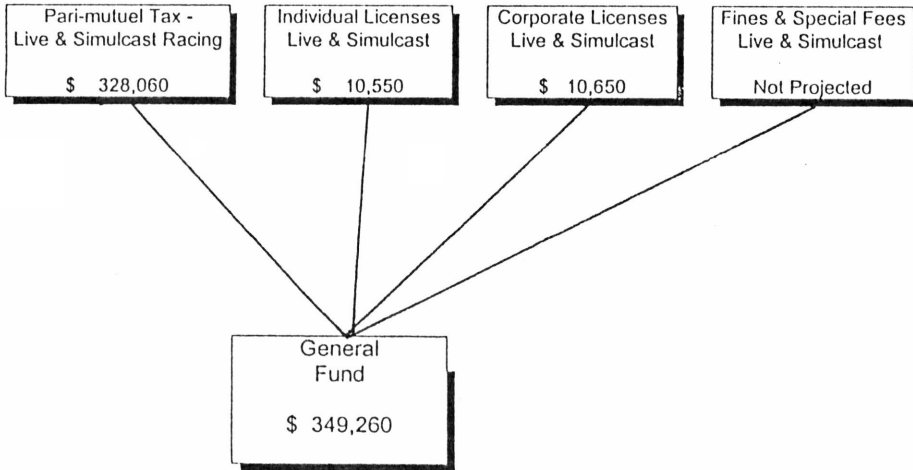 Pari-mutuel Tax -
Live & Simulcast Racing
$ 328,060
Individual Licenses
Live & Simulcast
$ 10,550
Corporate Licenses
Live & Simulcast
$ 10,650
Fines & Special Fees
Live & Simulcast
Not Projected
General
Fund
$ 349,260